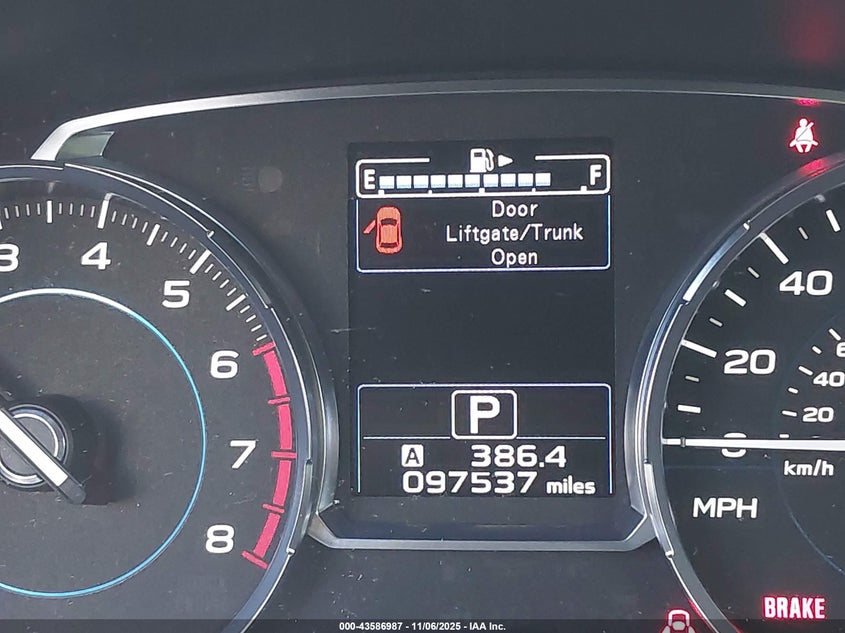 E F
Door
Liftgate/Trunk
Open
3 4 5 6 7 8
P
A 386.4
097537 miles
40
20
0
40
20
km/h
MPH
BRAKE
000-43586987 - 11/06/2025 - IAA Inc.